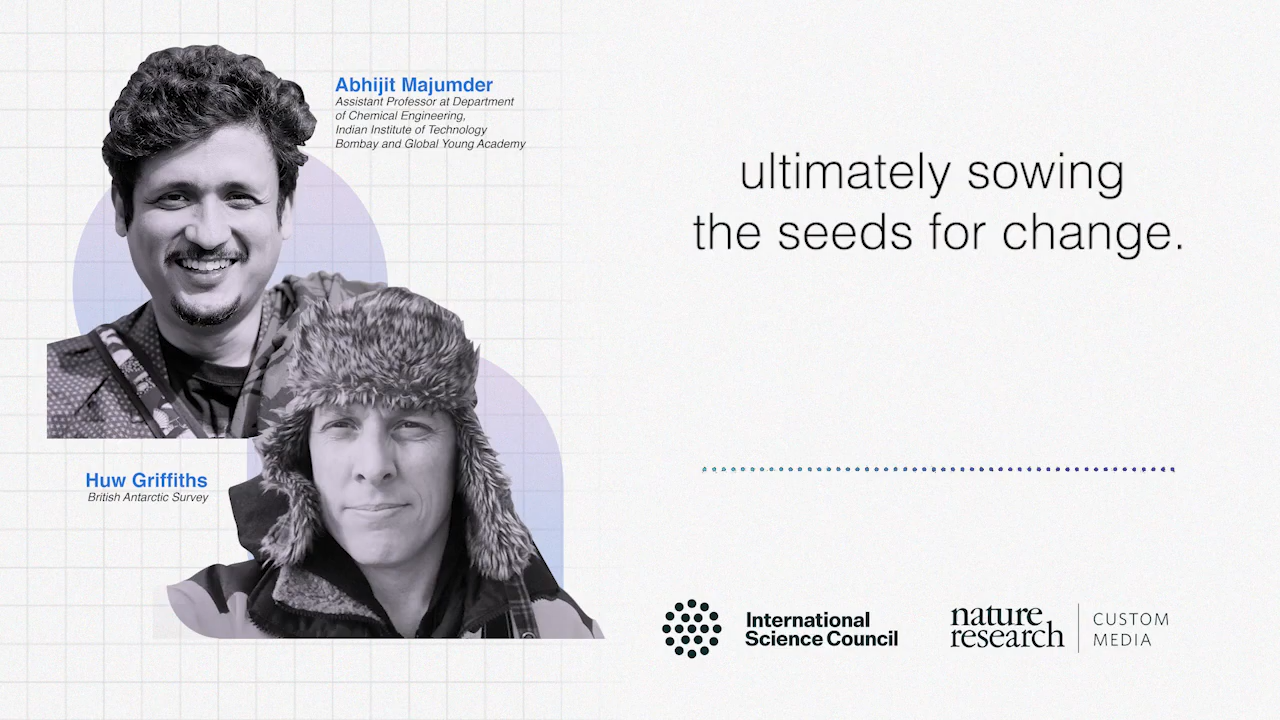 Abhijit Majumder
Assistant Professor at Department
of Chemical Engineering,
Indian Institute of Technology
Bombay and Global Young Academy
Huw Griffiths
British Antarctic Survey
ultimately sowing
the seeds for change.
International
Science Council
nature
research
CUSTOM
MEDIA